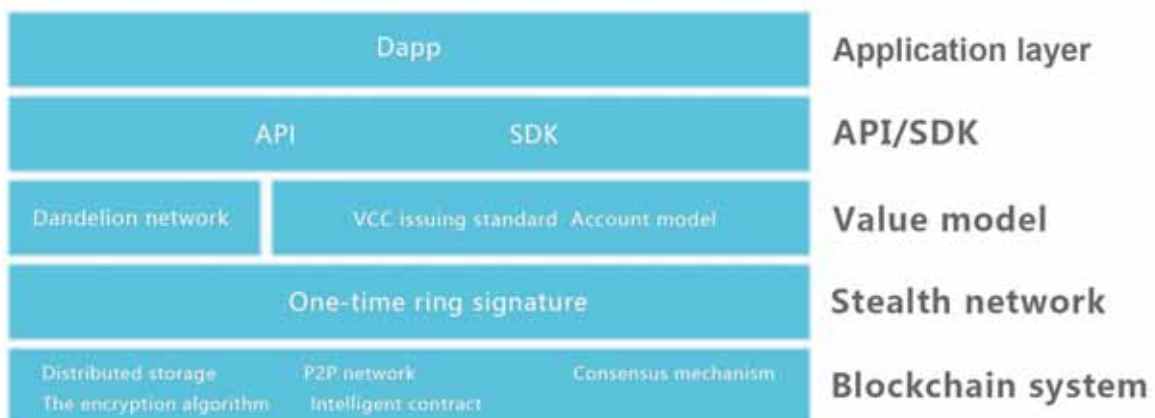 Dapp
Application layer
API SDK
API/SDK
Dandelion network
VCC issuing standard Account model
Value model
One-time ring signature
Stealth network
Distributed storage P2P network Consensus mechanism
The encryption algorithm Intelligent contract
Blockchain system